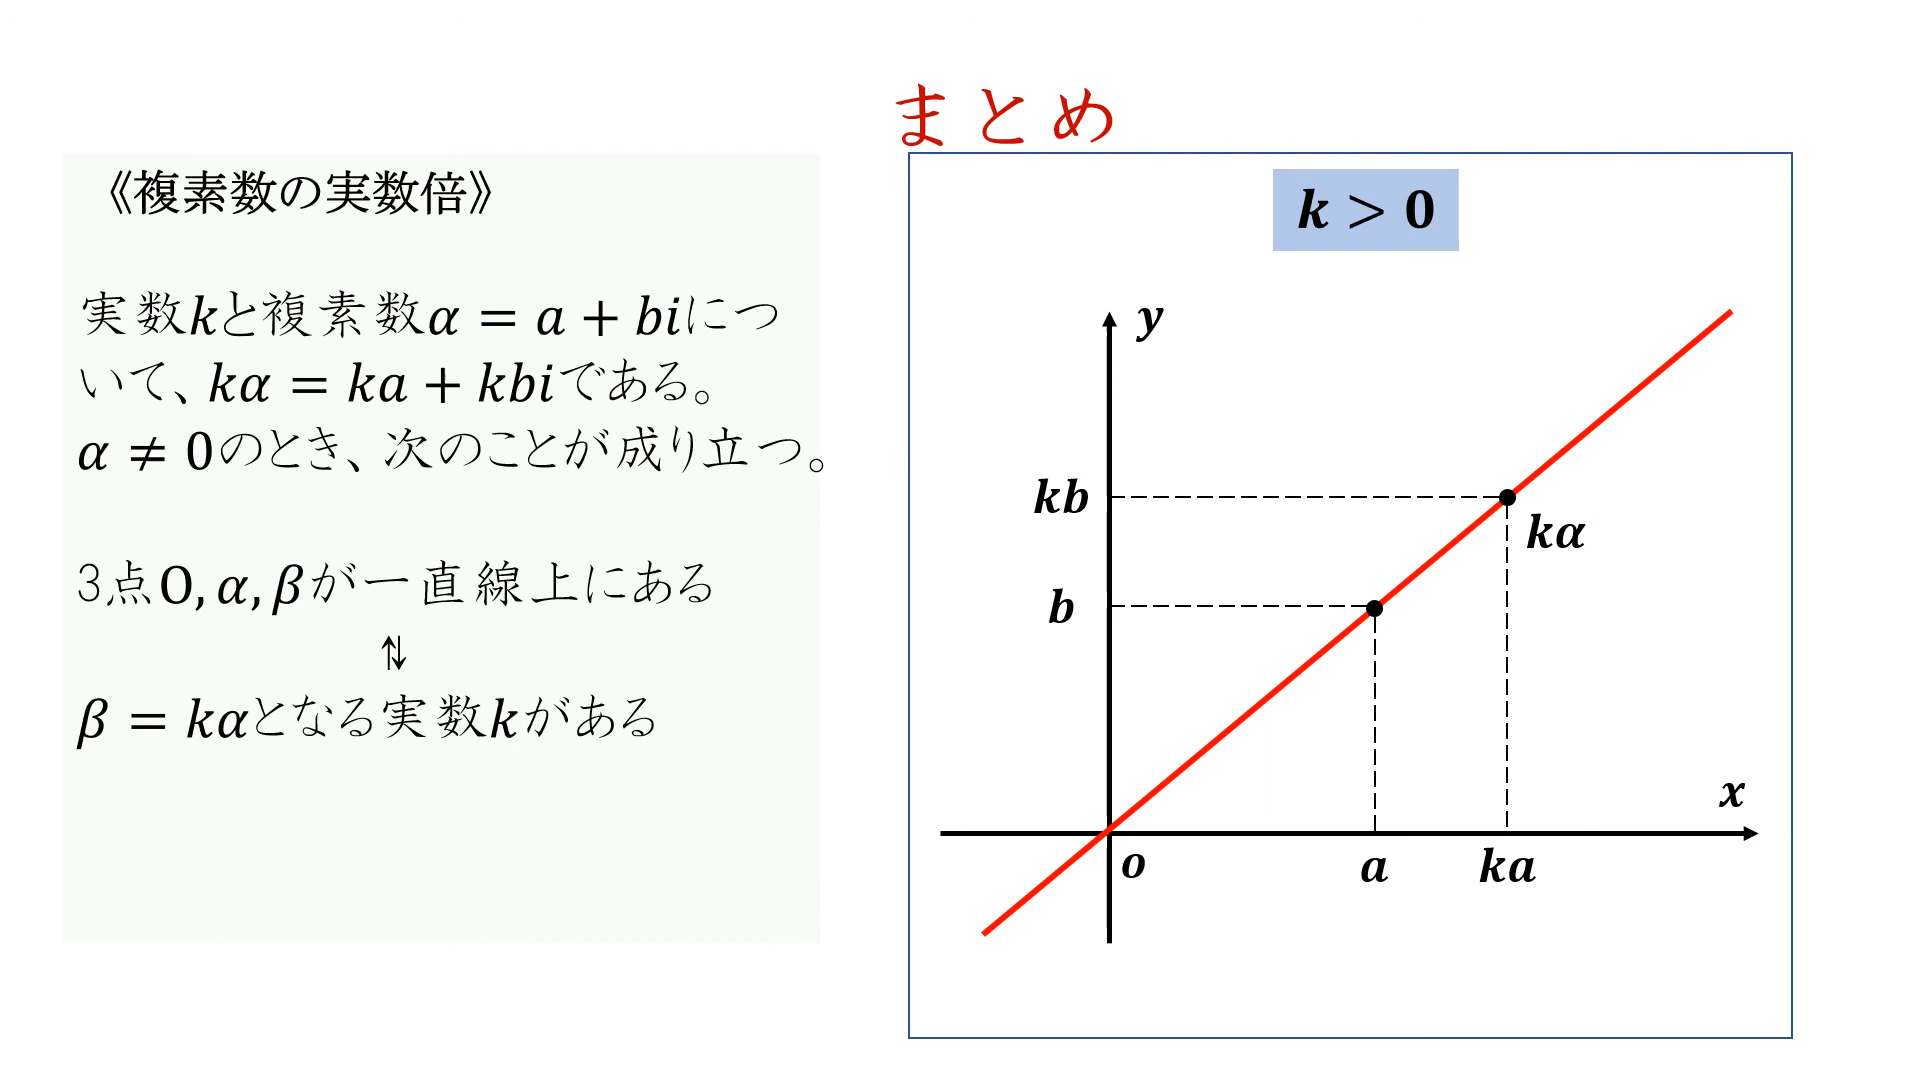 まとめ
《複素数の実数倍》
実数kと複素数α = a + biにつ
いて、kα = ka + kbiである。
α ≠ 0のとき、次のことが成り立つ。
3点O, α, βが一直線上にある
⇅
β = kαとなる実数kがある
k > 0
y
kb
kα
b
x
o
a
ka